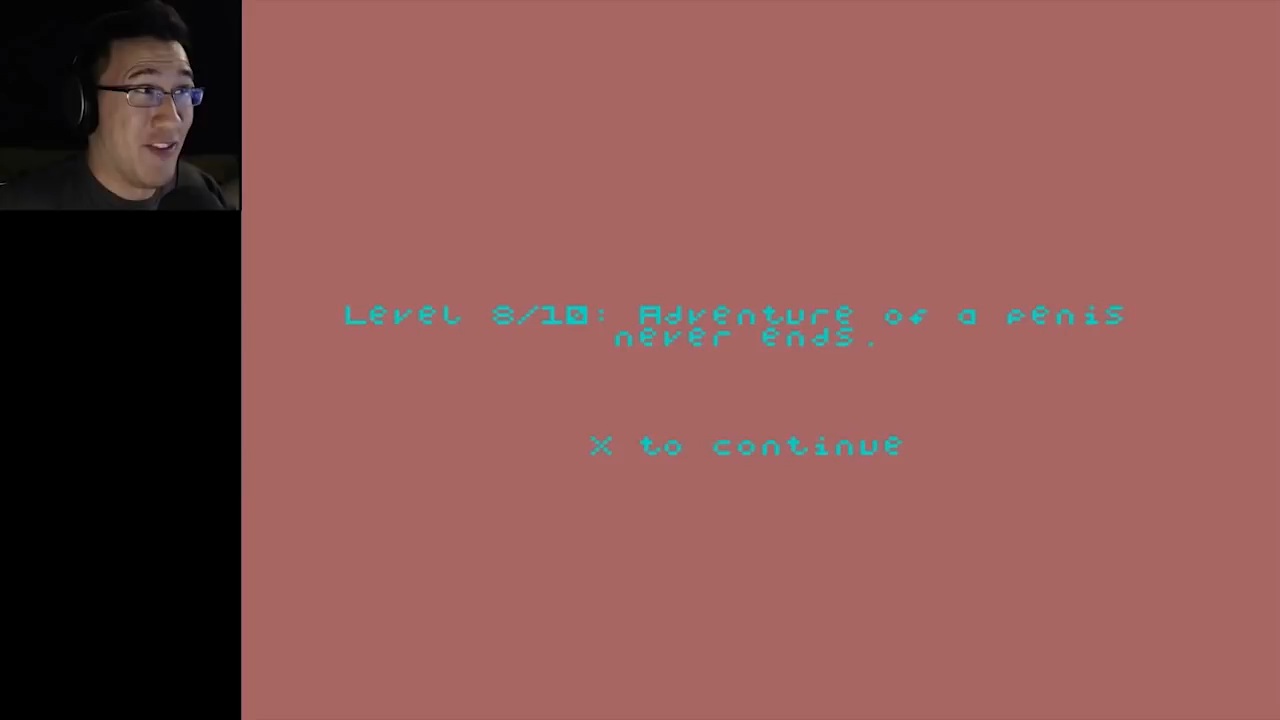 Level 8/10: Adventure of a penis
never ends.
X to continue